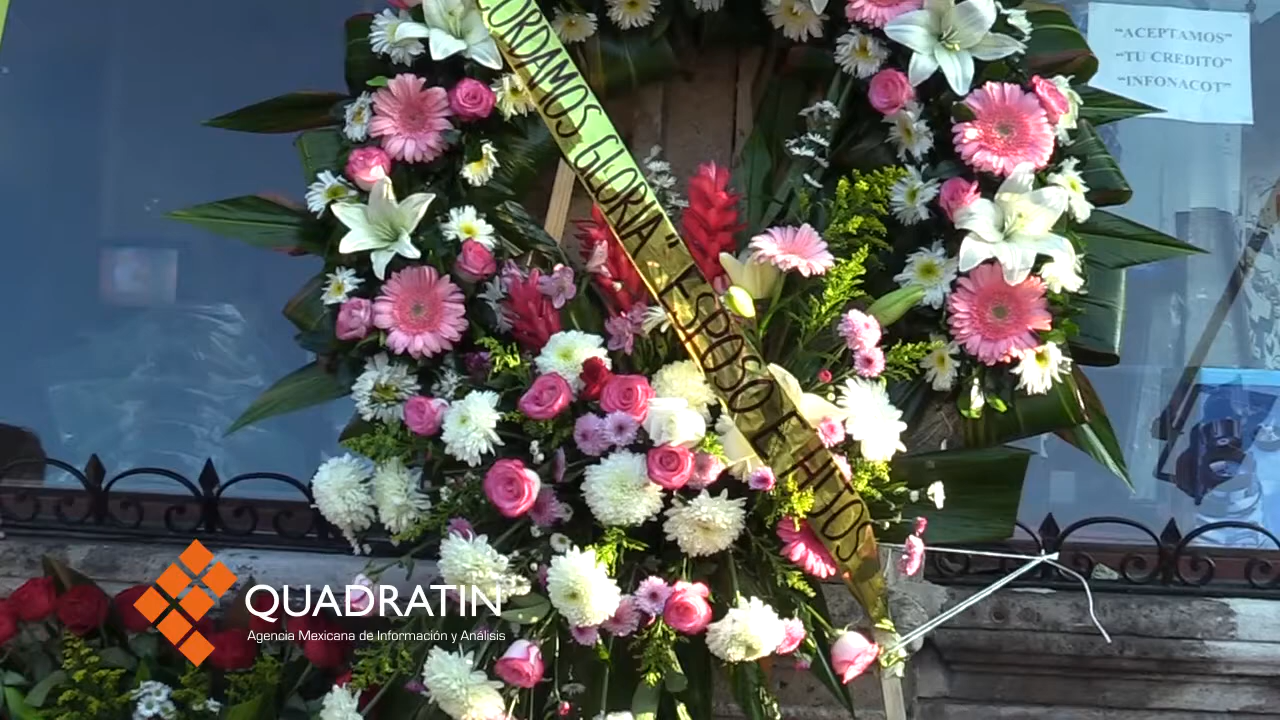 "ACEPTAMOS"
"TU CREDITO"
"INFONACOT"
CORDAMOS GLORIA" "ESPOSO E HIJOS
QUADRATIN
Agencia Mexicana de Información y Análisis